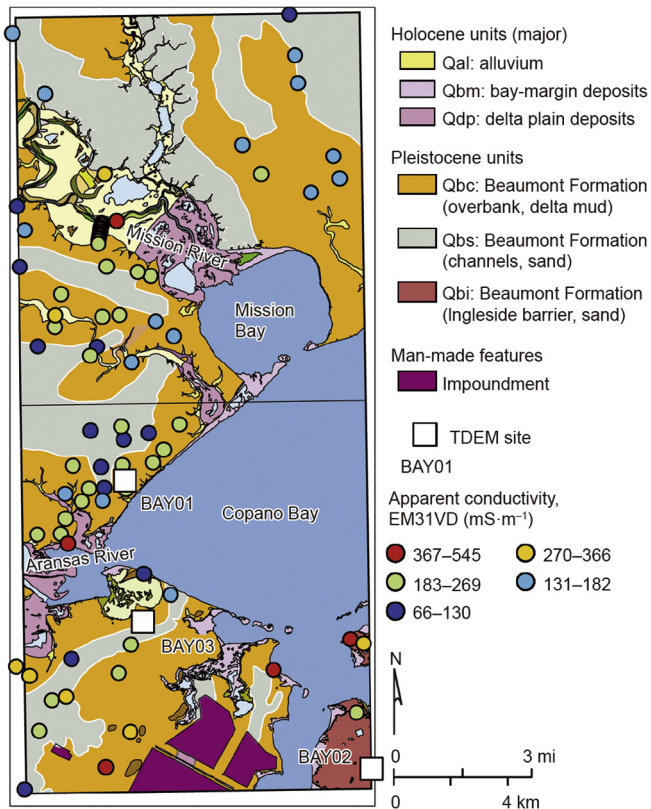 Mission River
Mission
Bay
BAY01
Copano Bay
Aransas River
BAY03
BAY02
Holocene units (major)
Qal: alluvium
Qbm: bay-margin deposits
Qdp: delta plain deposits
Pleistocene units
Qbc: Beaumont Formation
(overbank, delta mud)
Qbs: Beaumont Formation
(channels, sand)
Qbi: Beaumont Formation
(Ingleside barrier, sand)
Man-made features
Impoundment
TDEM site
BAY01
Apparent conductivity,
EM31VD (mS·m⁻¹)
367–545 270–366
183–269 131–182
66–130
N
0 3 mi
0 4 km